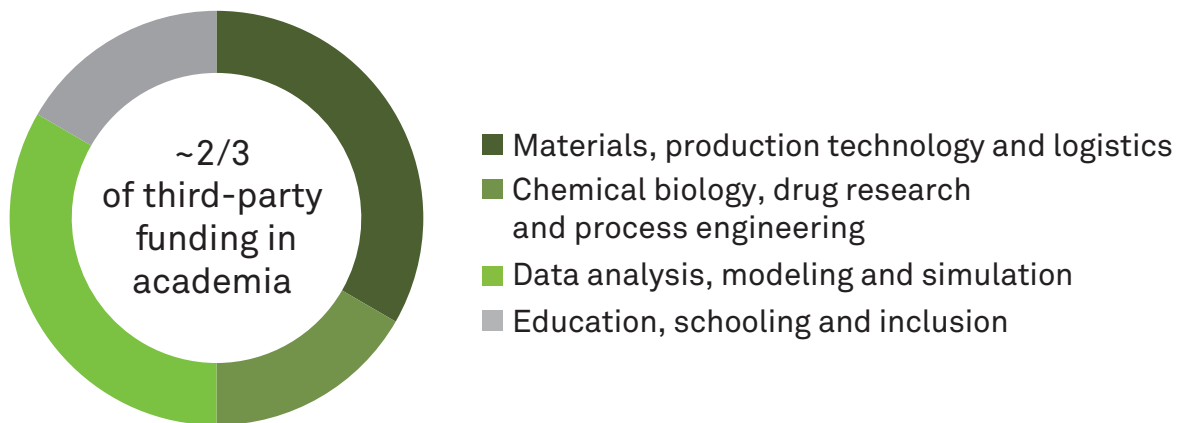 ~2/3
of third-party
funding in
academia
Materials, production technology and logistics
Chemical biology, drug research
and process engineering
Data analysis, modeling and simulation
Education, schooling and inclusion